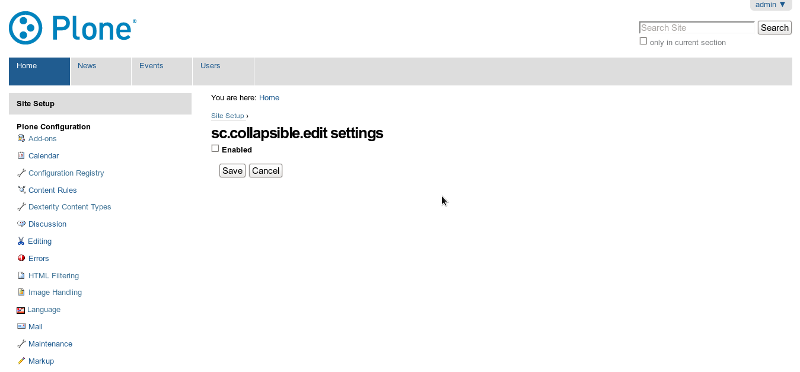 admin ▼
Plone®
Search Site Search
only in current section
Home News Events Users
Site Setup
Plone Configuration
Add-ons
Calendar
Configuration Registry
Content Rules
Dexterity Content Types
Discussion
Editing
Errors
HTML Filtering
Image Handling
Language
Mail
Maintenance
Markup
You are here: Home
Site Setup ›
sc.collapsible.edit settings
Enabled
Save Cancel